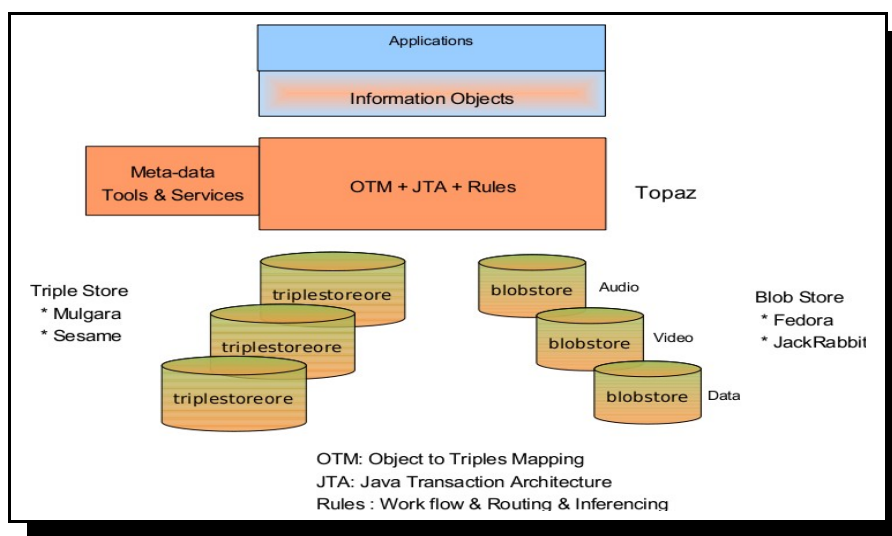 Applications
Information Objects
Meta-data
Tools & Services
OTM + JTA + Rules
Topaz
Triple Store
* Mulgara
* Sesame
triplestoreore
triplestoreore
triplestoreore
blobstore
Audio
blobstore
Video
blobstore
Data
Blob Store
* Fedora
* JackRabbit
OTM: Object to Triples Mapping
JTA: Java Transaction Architecture
Rules : Work flow & Routing & Inferencing